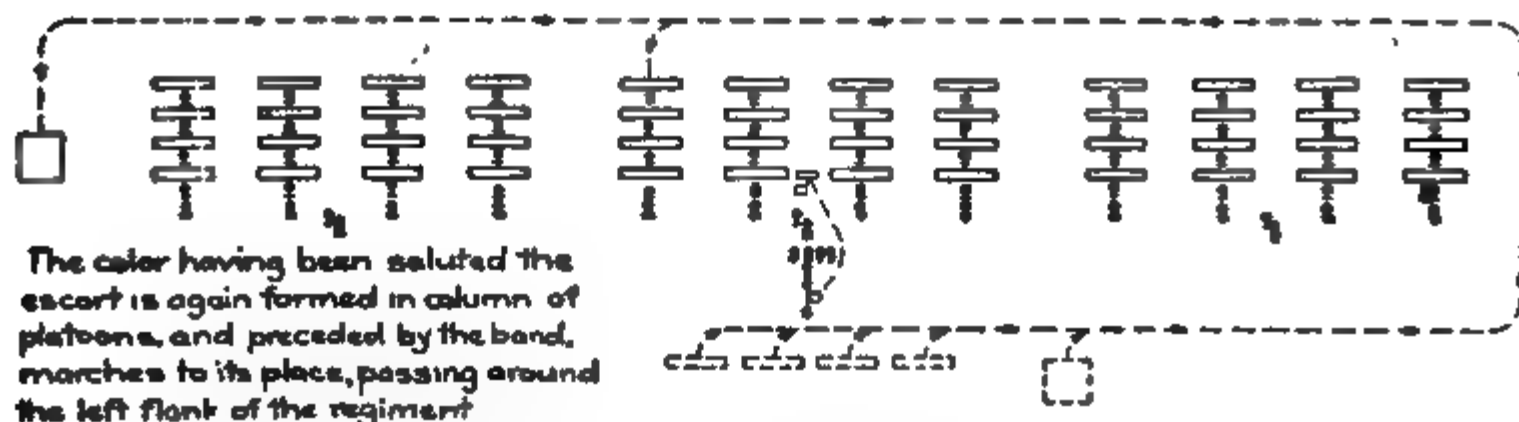 The color having been saluted the
escort is again formed in column of
platoons, and preceded by the band,
marches to its place, passing around
the left flank of the regiment